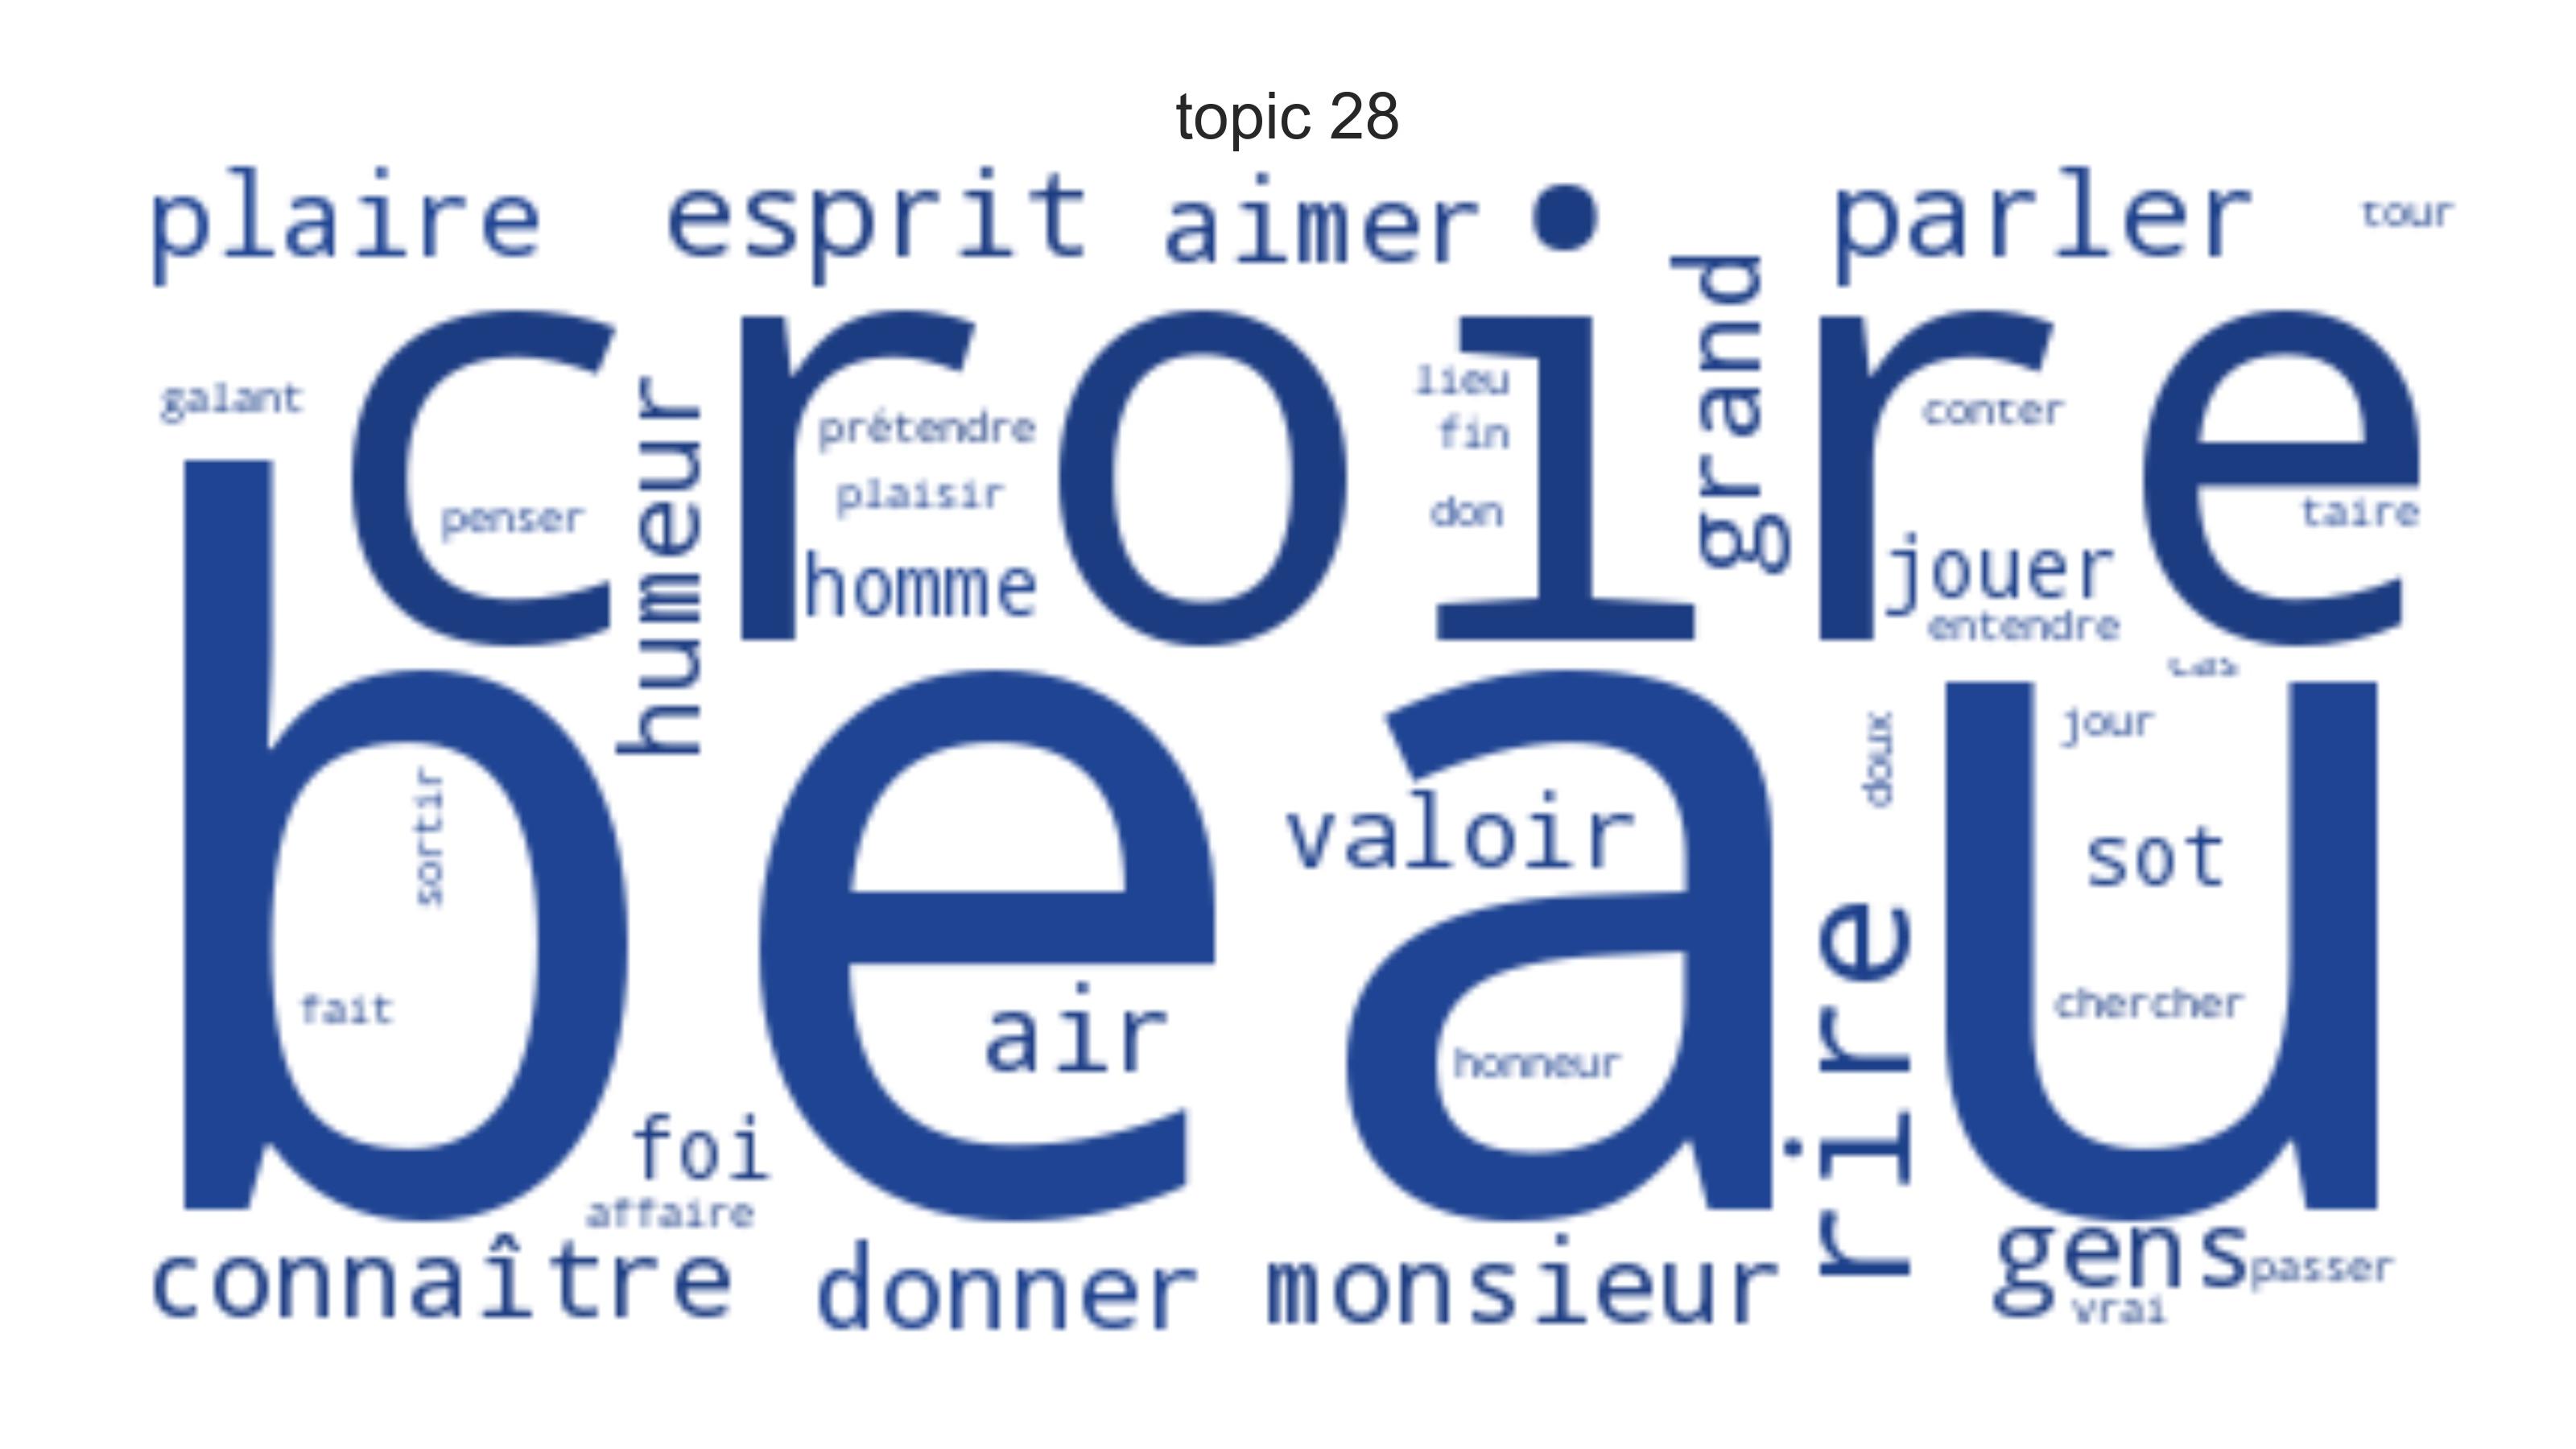 topic 28
plaire
esprit
aimer
parler
tour
croire
grand
galant
humeur
prétendre
lieu
fin
conter
plaisir
penser
don
taire
homme
jouer
entendre
beau
jour
doux
sortir
valoir
sot
rire
fait
air
chercher
honneur
foi
affaire
connaître
donner
monsieur
gens
passer
vrai